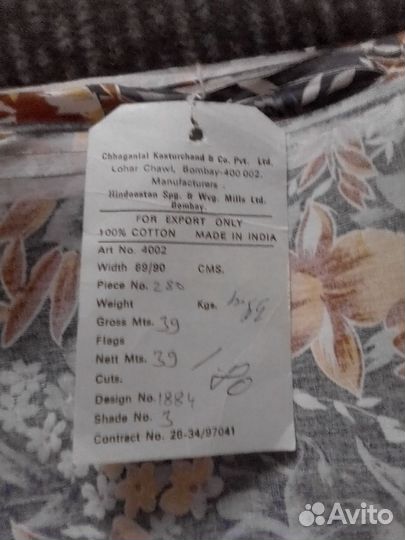 Chhaganlal Kasturchand & Co. Pvt. Ltd.
Lohar Chawl, Bombay-400 002.
Manufacturers.
Hindoostan Spg. & Wvg. Mills Ltd.
Bombay.
FOR EXPORT ONLY
100% COTTON MADE IN INDIA
Art No. 4002
Width 89/90 CMS.
Piece No. 280
Weight Kgs.
Gross Mts. 39
Flags
Nett Mts. 39
Cuts.
Design No. 1884
Shade No. 3
Contract No. 26-34/97041
Avito